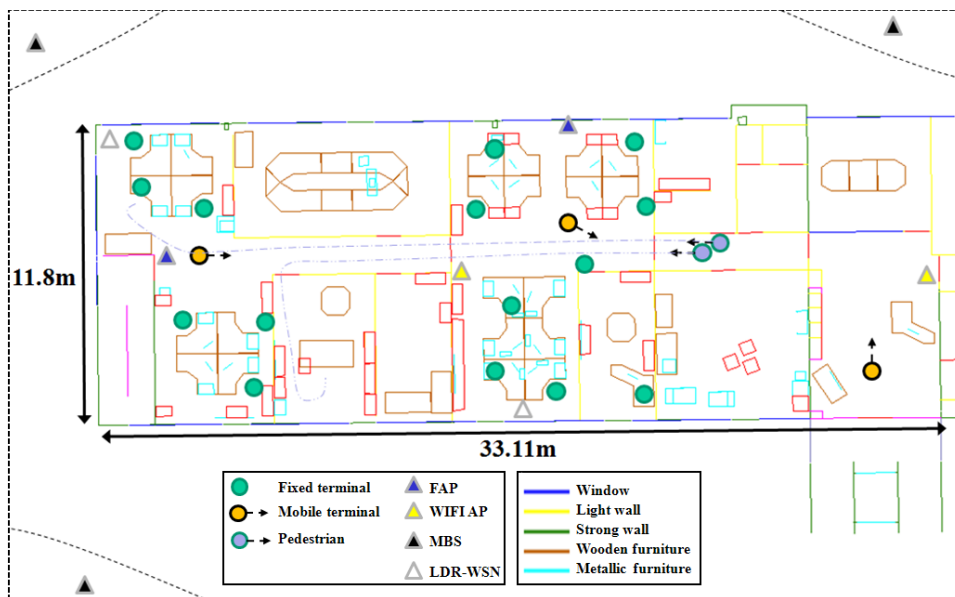 11.8m
33.11m
Fixed terminal
Mobile terminal
Pedestrian
FAP
WIFI AP
MBS
LDR-WSN
Window
Light wall
Strong wall
Wooden furniture
Metallic furniture